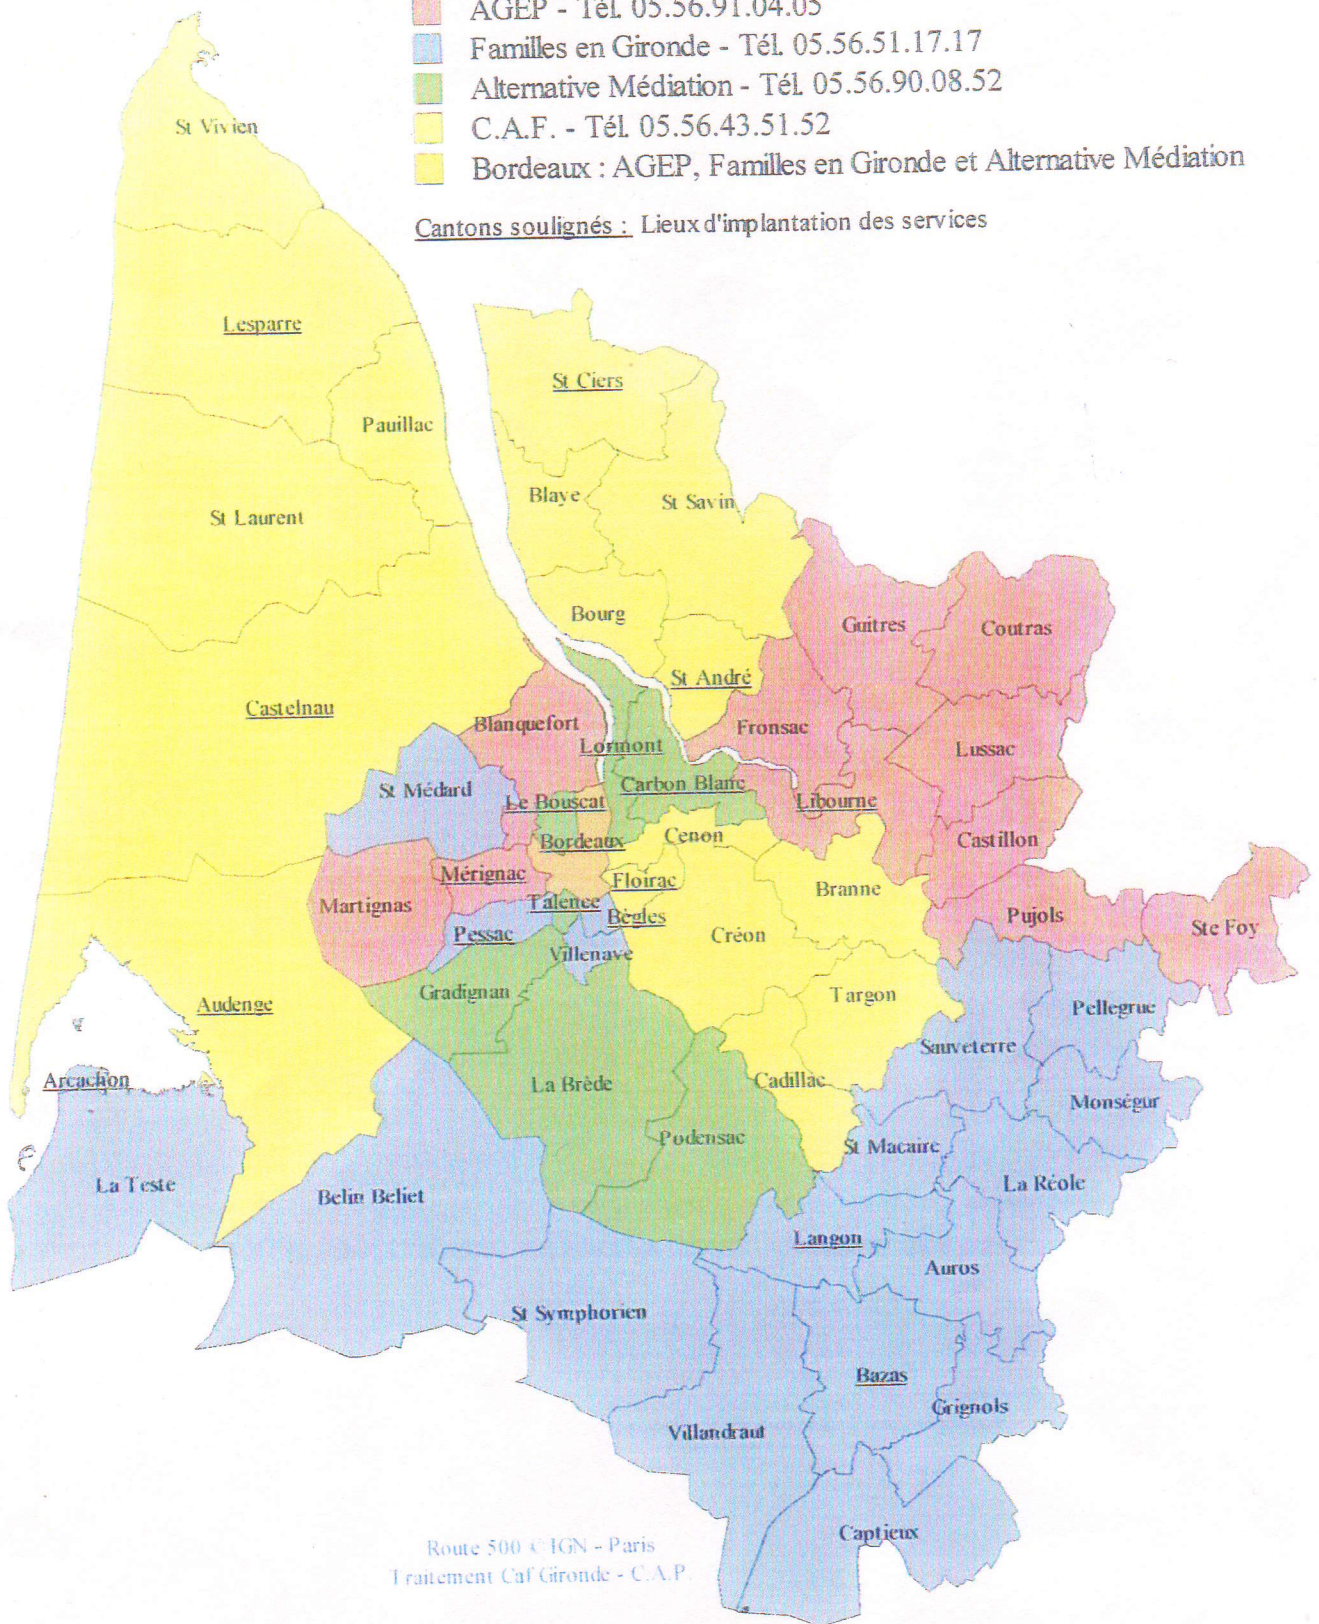 AGEP - Tél. 05.56.91.04.05
Familles en Gironde - Tél. 05.56.51.17.17
Alternative Médiation - Tél. 05.56.90.08.52
C.A.F. - Tél. 05.56.43.51.52
Bordeaux : AGEP, Familles en Gironde et Alternative Médiation
Cantons soulignés : Lieux d'implantation des services
St Vivien
Lesparre
St Ciers
Pauillac
Blaye
St Savin
St Laurent
Bourg
Guitres
Coutras
St André
Castelnau
Blanquefort
Fronsac
Lormont
Lussac
St Médard
Carbon Blanc
Le Bouscat
Libourne
Bordeaux
Cenon
Castillon
Mérignac
Floirac
Branne
Martignas
Talence
Bègles
Pujols
Ste Foy
Pessac
Créon
Villenave
Gradignan
Targon
Audenge
Pellegrue
Sauveterre
Arcachon
La Brède
Cadillac
Monségur
Podensac
St Macaire
La Teste
Belin Beliet
La Réole
Langon
Auros
St Symphorien
Bazas
Grignols
Villandraut
Captieux
Route 500 © IGN - Paris
Traitement Caf Gironde - C.A.P.